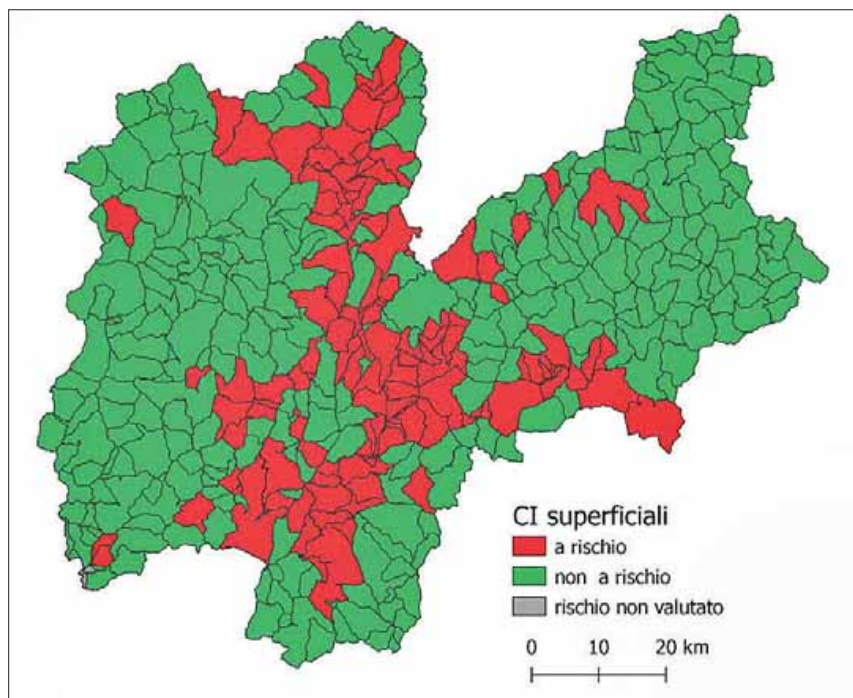 CI superficiali
a rischio
non a rischio
rischio non valutato
0 10 20 km